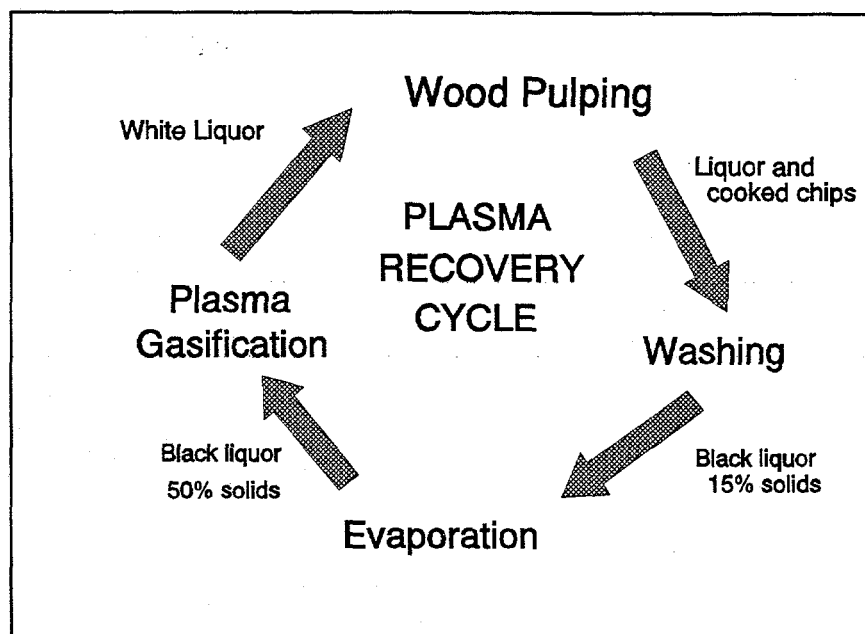 Wood Pulping
White Liquor
Liquor and
cooked chips
PLASMA
RECOVERY
CYCLE
Plasma
Gasification
Washing
Black liquor
50% solids
Black liquor
15% solids
Evaporation